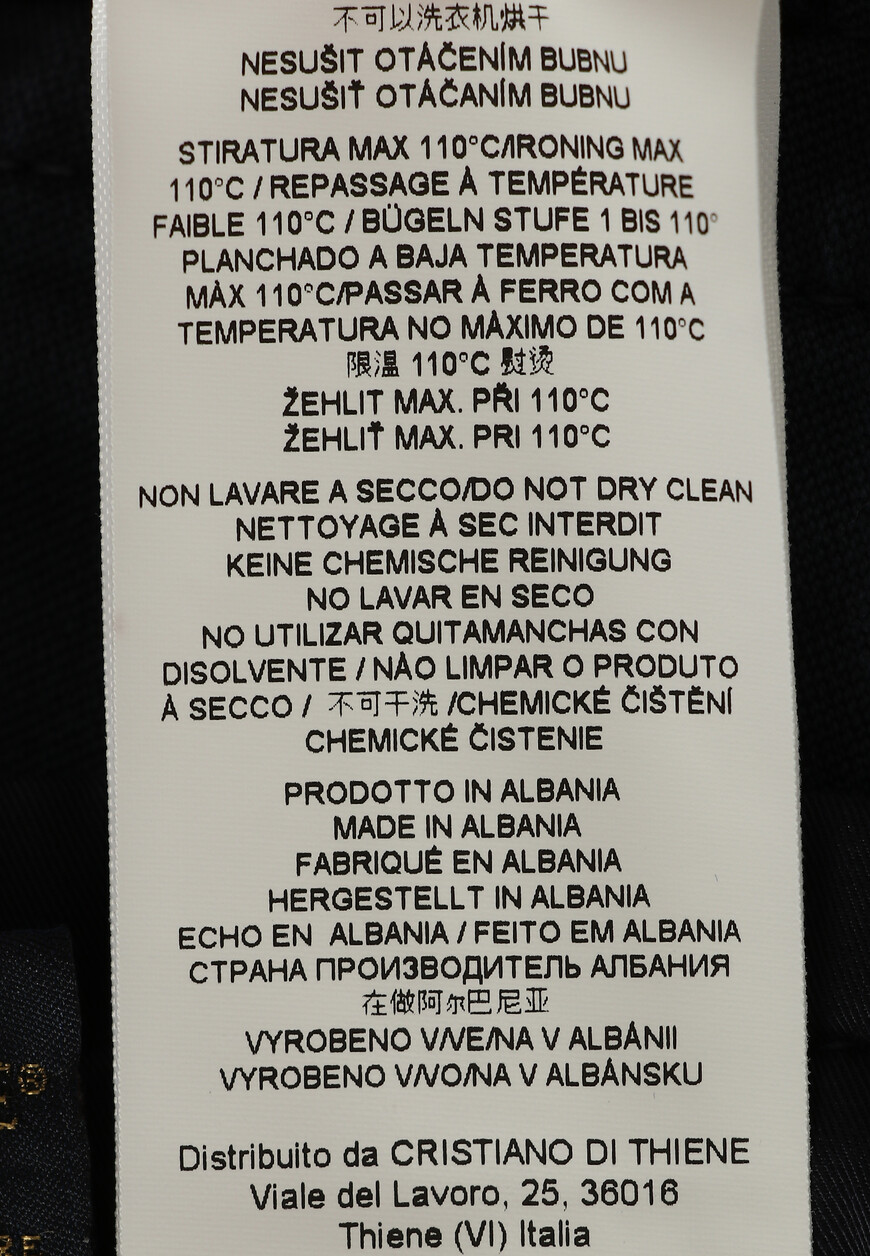 不可以洗衣机烘干
NESUŠIT OTÁČENÍM BUBNU
NESUŠIŤ OTÁČANÍM BUBNU
STIRATURA MAX 110°C/IRONING MAX
110°C / REPASSAGE À TEMPÉRATURE
FAIBLE 110°C / BÜGELN STUFE 1 BIS 110°
PLANCHADO A BAJA TEMPERATURA
MÁX 110°C/PASSAR À FERRO COM A
TEMPERATURA NO MÁXIMO DE 110°C
限温 110°C 熨烫
ŽEHLIT MAX. PŘI 110°C
ŽEHLIŤ MAX. PRI 110°C
NON LAVARE A SECCO/DO NOT DRY CLEAN
NETTOYAGE À SEC INTERDIT
KEINE CHEMISCHE REINIGUNG
NO LAVAR EN SECO
NO UTILIZAR QUITAMANCHAS CON
DISOLVENTE / NÃO LIMPAR O PRODUTO
À SECCO / 不可干洗 /CHEMICKÉ ČIŠTĚNÍ
CHEMICKÉ ČISTENIE
PRODOTTO IN ALBANIA
MADE IN ALBANIA
FABRIQUÉ EN ALBANIA
HERGESTELLT IN ALBANIA
ECHO EN ALBANIA / FEITO EM ALBANIA
СТРАНА ПРОИЗВОДИТЕЛЬ АЛБАНИЯ
在做阿尔巴尼亚
VYROBENO V/VE/NA V ALBÁNII
VYROBENO V/VO/NA V ALBÁNSKU
Distribuito da CRISTIANO DI THIENE
Viale del Lavoro, 25, 36016
Thiene (VI) Italia